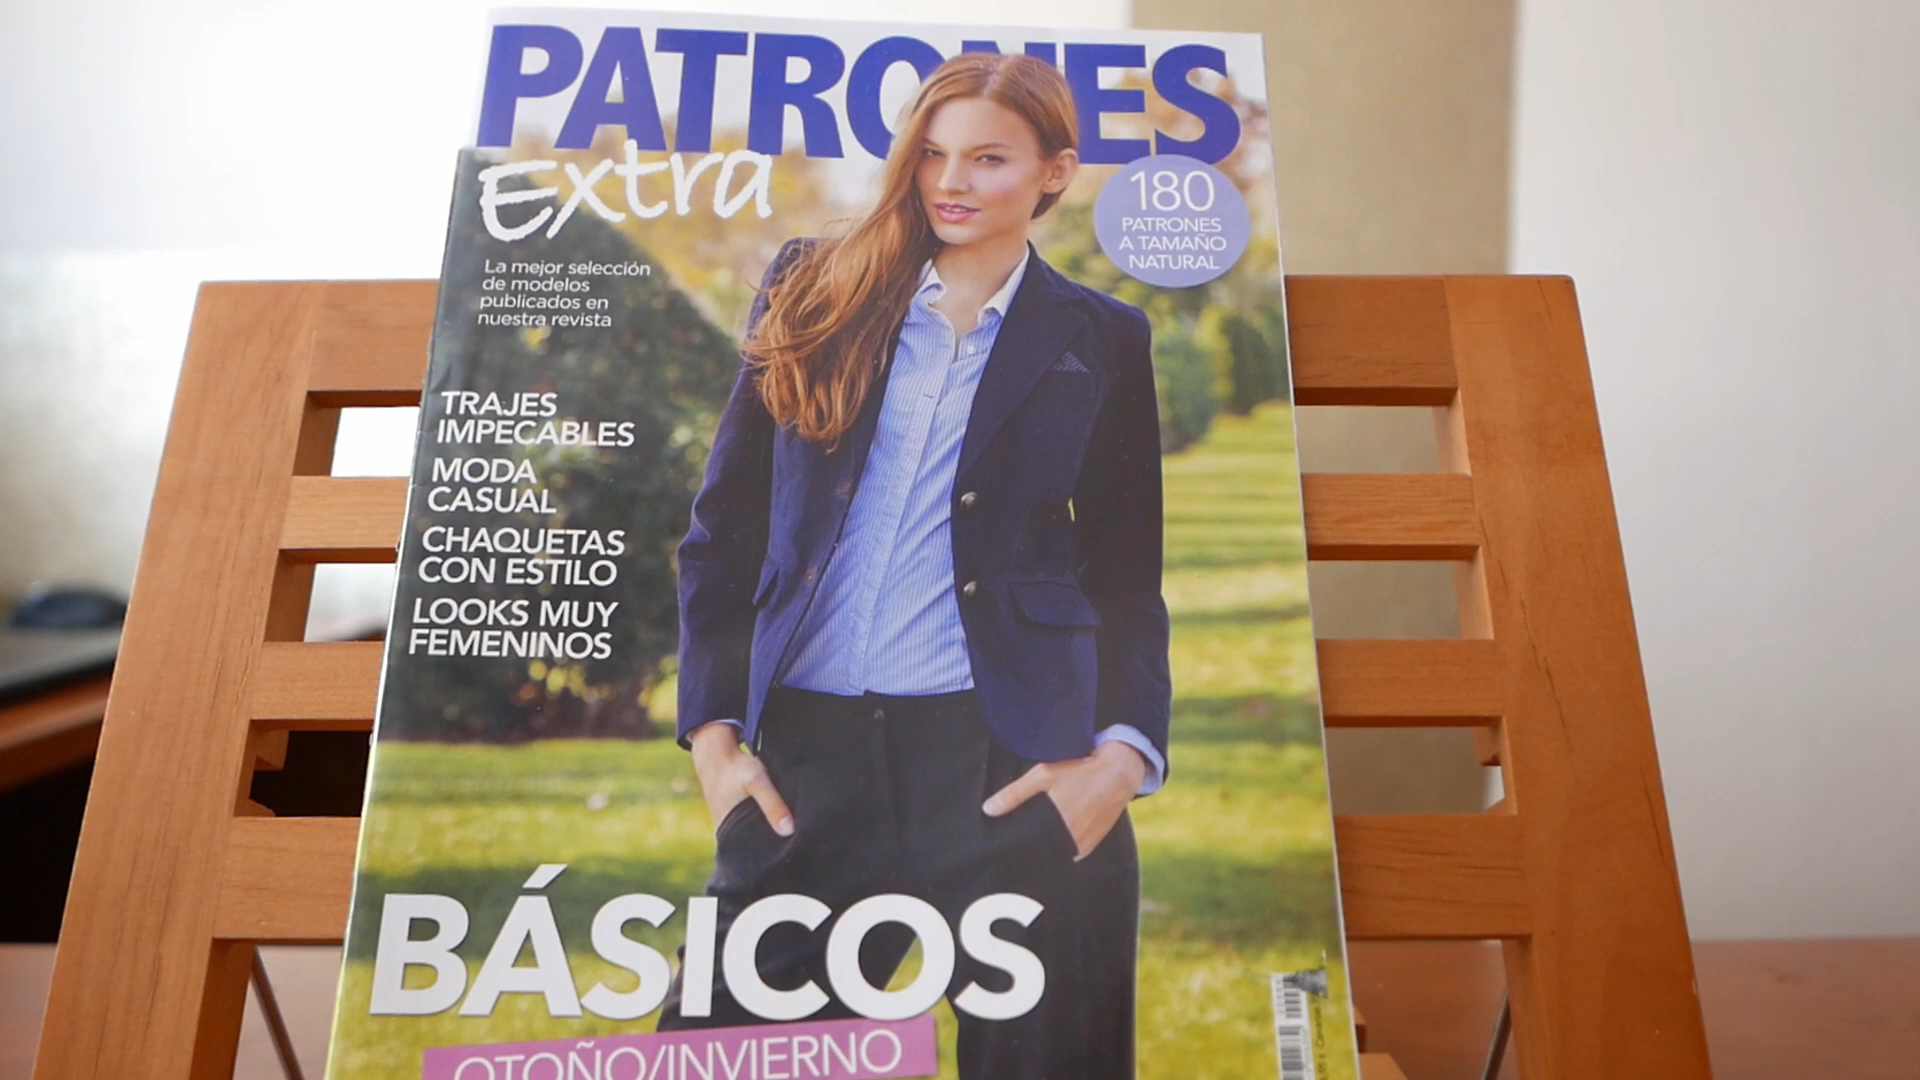 PATRONES
Extra
180
PATRONES
A TAMAÑO
NATURAL
La mejor selección
de modelos
publicados en
nuestra revista
TRAJES
IMPECABLES
MODA
CASUAL
CHAQUETAS
CON ESTILO
LOOKS MUY
FEMENINOS
BÁSICOS
OTOÑO/INVIERNO